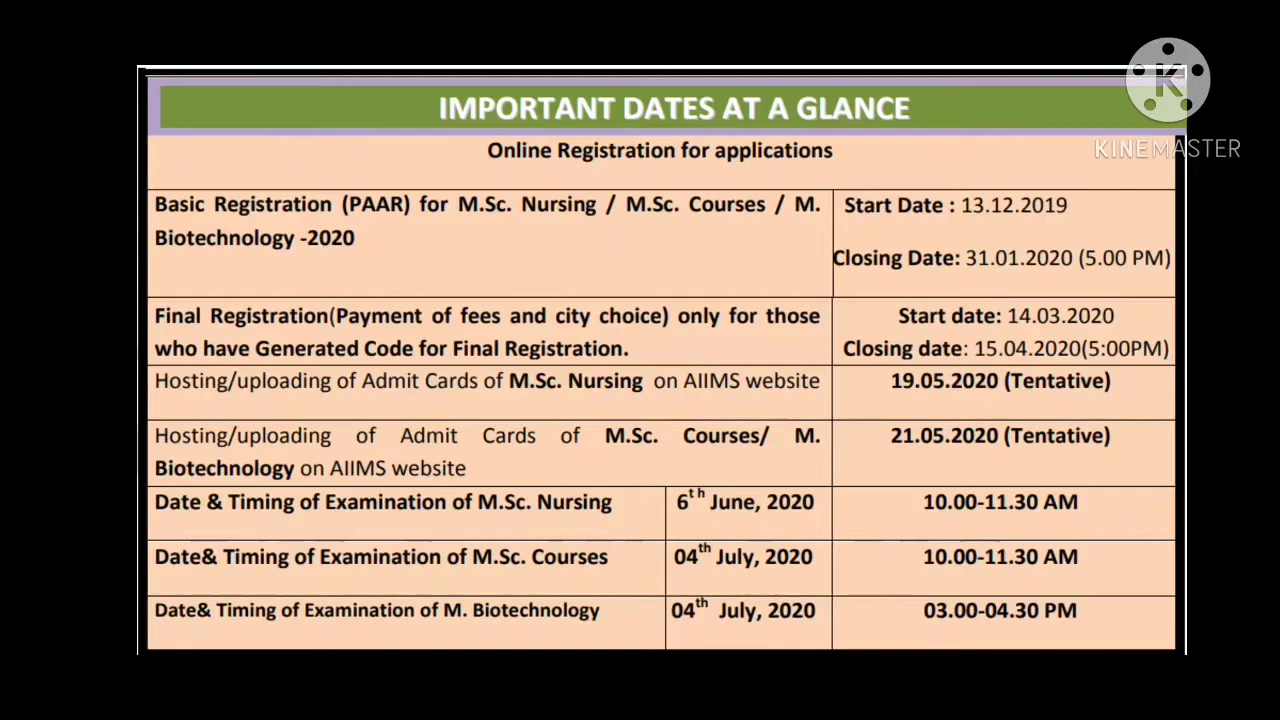 IMPORTANT DATES AT A GLANCE
K
KINEMASTER
Online Registration for applications
Basic Registration (PAAR) for M.Sc. Nursing / M.Sc. Courses / M.
Biotechnology -2020
Start Date : 13.12.2019
Closing Date: 31.01.2020 (5.00 PM)
Final Registration(Payment of fees and city choice) only for those
who have Generated Code for Final Registration.
Start date: 14.03.2020
Closing date: 15.04.2020(5:00PM)
Hosting/uploading of Admit Cards of M.Sc. Nursing on AIIMS website
19.05.2020 (Tentative)
Hosting/uploading of Admit Cards of M.Sc. Courses/ M.
Biotechnology on AIIMS website
21.05.2020 (Tentative)
Date & Timing of Examination of M.Sc. Nursing
6th June, 2020
10.00-11.30 AM
Date& Timing of Examination of M.Sc. Courses
04th July, 2020
10.00-11.30 AM
Date& Timing of Examination of M. Biotechnology
04th July, 2020
03.00-04.30 PM